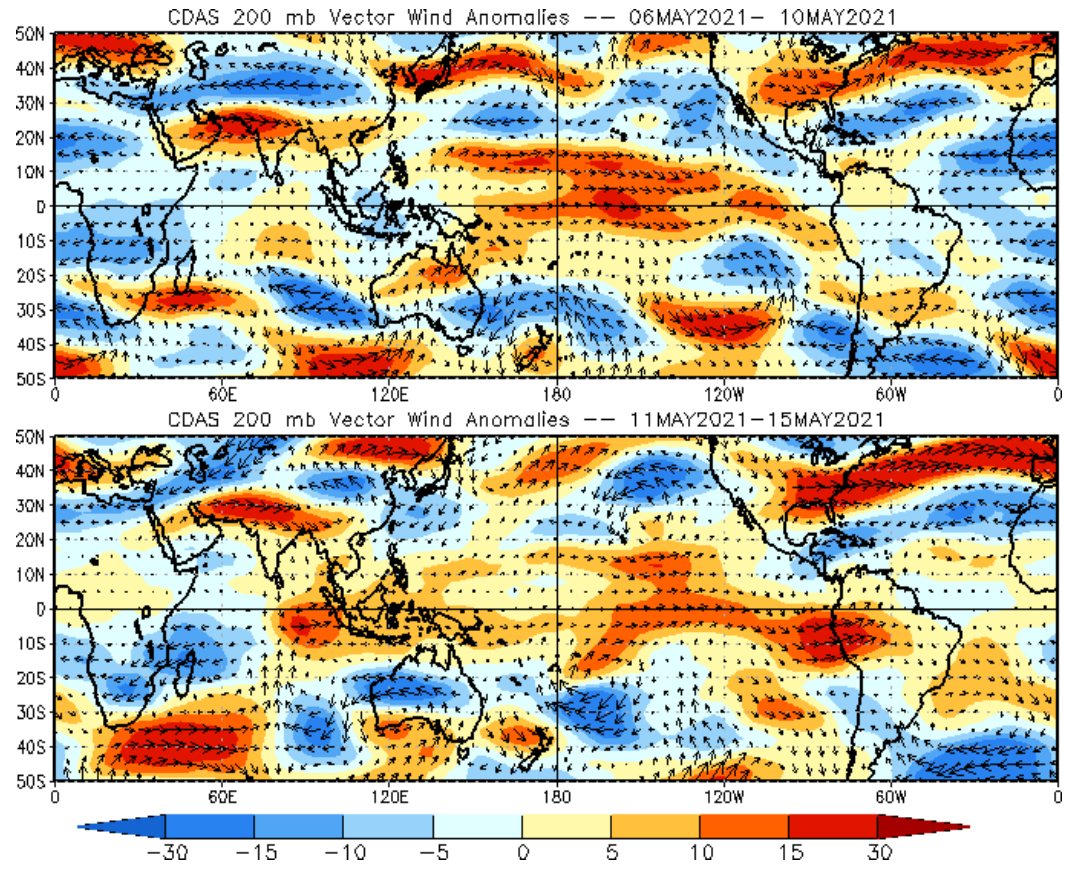 CDAS 200 mb Vector Wind Anomalies -- 06MAY2021- 10MAY2021
50N
40N
30N
20N
10N
0
10S
20S
30S
40S
50S
0 60E 120E 180 120W 60W 0
CDAS 200 mb Vector Wind Anomalies -- 11MAY2021-15MAY2021
50N
40N
30N
20N
10N
0
10S
20S
30S
40S
50S
0 60E 120E 180 120W 60W 0
-30 -15 -10 -5 0 5 10 15 30